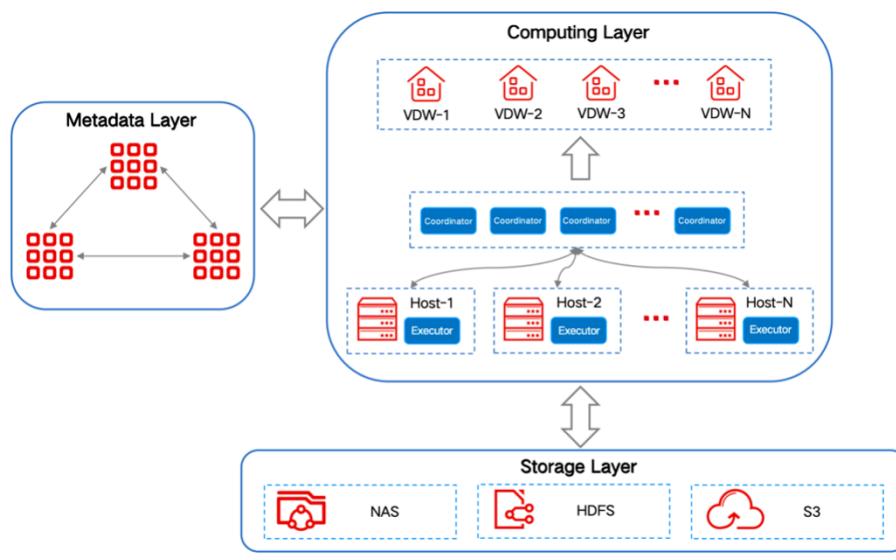 Computing Layer
VDW-1
VDW-2
VDW-3
VDW-N
Metadata Layer
Coordinator
Coordinator
Coordinator
Coordinator
Host-1
Executor
Host-2
Executor
Host-N
Executor
Storage Layer
NAS
HDFS
S3